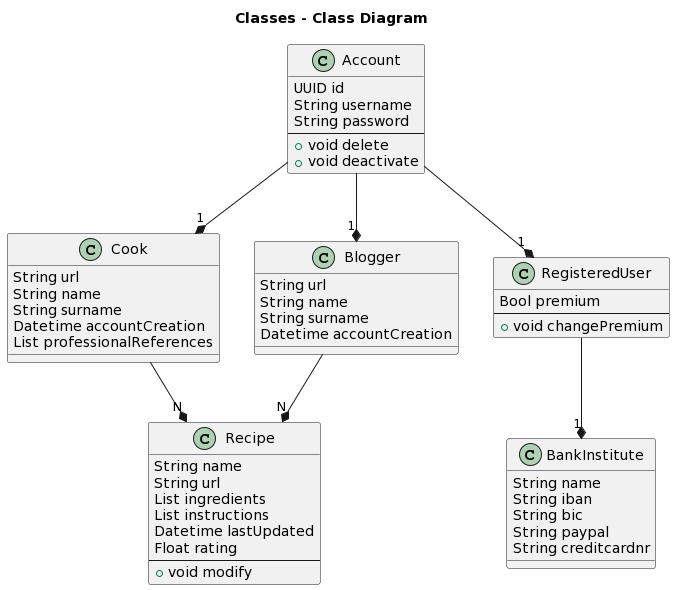 Classes - Class Diagram
C Account
UUID id
String username
String password
void delete
void deactivate
1
1
1
C Cook
String url
String name
String surname
Datetime accountCreation
List professionalReferences
C Blogger
String url
String name
String surname
Datetime accountCreation
C RegisteredUser
Bool premium
void changePremium
N
N
1
C Recipe
String name
String url
List ingredients
List instructions
Datetime lastUpdated
Float rating
void modify
C BankInstitute
String name
String iban
String bic
String paypal
String creditcardnr